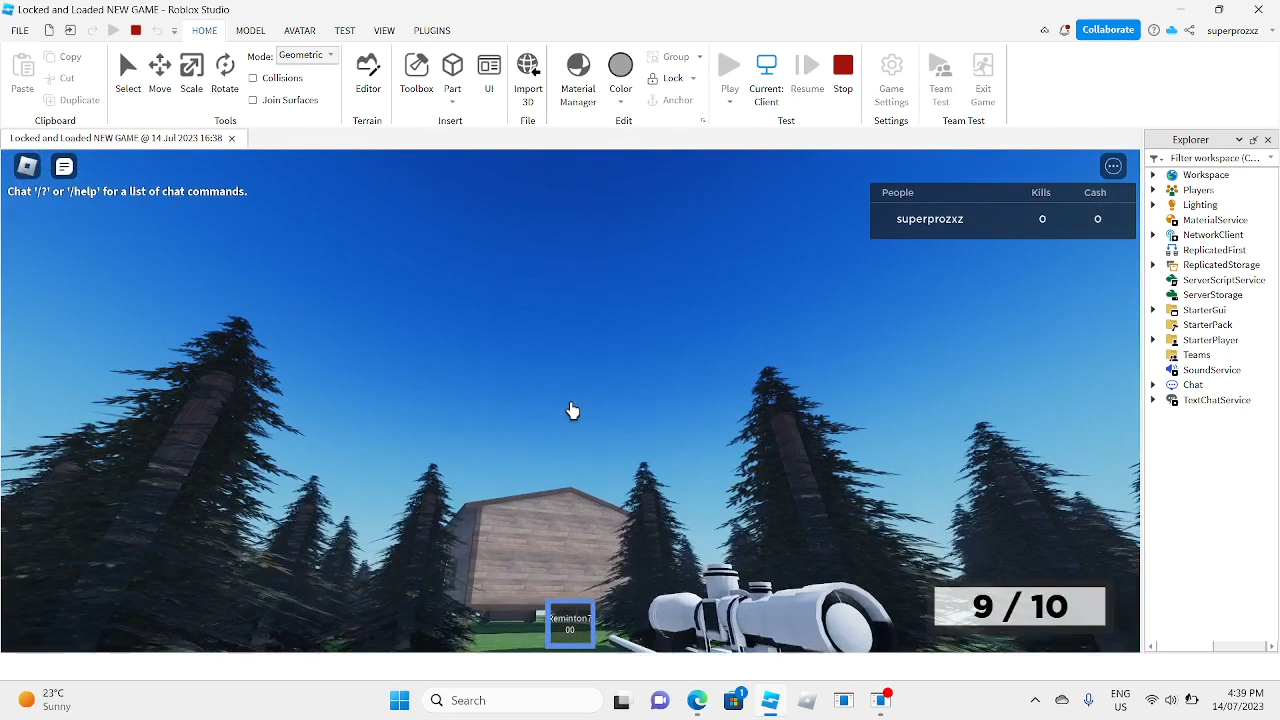 Locked and Loaded NEW GAME - Roblox Studio
FILE HOME MODEL AVATAR TEST VIEW PLUGINS Collaborate superprozxz
Paste Copy Cut Duplicate Select Move Scale Rotate Mode: Geometric Collisions Join Surfaces Editor Toolbox Part UI Import 3D Material Manager Color Group Lock Anchor Play Current: Client Resume Stop Game Settings Team Test Exit Game
Clipboard Tools Terrain Insert File Edit Test Settings Team Test
Locked and Loaded NEW GAME @ 14 Jul 2023 16:38
Chat '/?' or '/help' for a list of chat commands.
People Kills Cash
superprozxz 0 0
Reminton7
00
9 / 10
Explorer
Filter workspace (C...
Workspace
Players
Lighting
MaterialService
NetworkClient
ReplicatedFirst
ReplicatedStorage
ServerScriptService
ServerStorage
StarterGui
StarterPack
StarterPlayer
Teams
SoundService
Chat
TextChatService
23°C
Sunny
Search
1
ENG
US
4:39 PM
14/07/2023